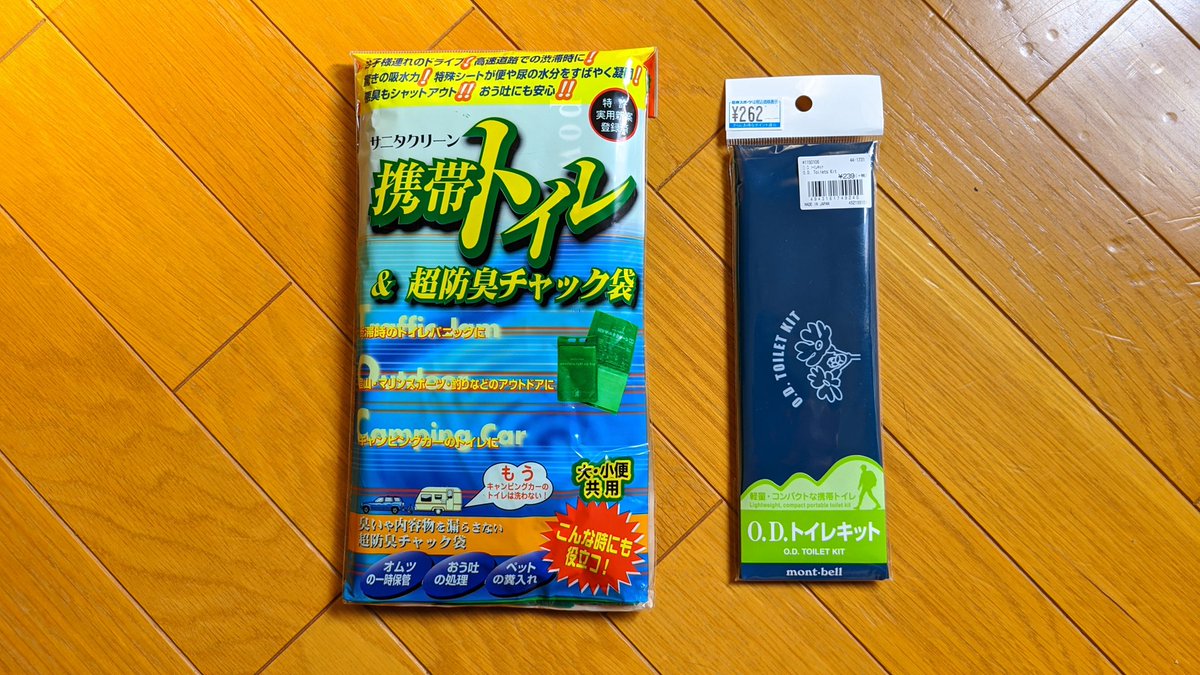 お子様連れのドライブ!高速道路での渋滞時に!!
驚きの吸水力!特殊シートが便や尿の水分をすばやく凝固!
悪臭もシャットアウト!!おう吐にも安心!!
特許
実用新案
登録済
サニタクリーン
携帯トイレ
& 超防臭チャック袋
Traffic Jam
渋滞時のトイレパニックに
Outdoor
登山・マリンスポーツ・釣りなどのアウトドアに
Camping Car
キャンピングカーのトイレに
もう
キャンピングカーの
トイレは洗わない!
大・小便
共用
臭いや内容物を漏らさない
超防臭チャック袋
こんな時にも
役立つ!
オムツ
の一時保管
おう吐
の処理
ペット
の糞入れ
¥262
#1130106
O.D.トイレキット
O.D. Toilets Kit
¥239
MADE IN JAPAN
O.D. TOILET KIT
軽量・コンパクトな携帯トイレ
Lightweight, compact portable toilet kit
O.D.トイレキット
O.D. TOILET KIT
mont-bell